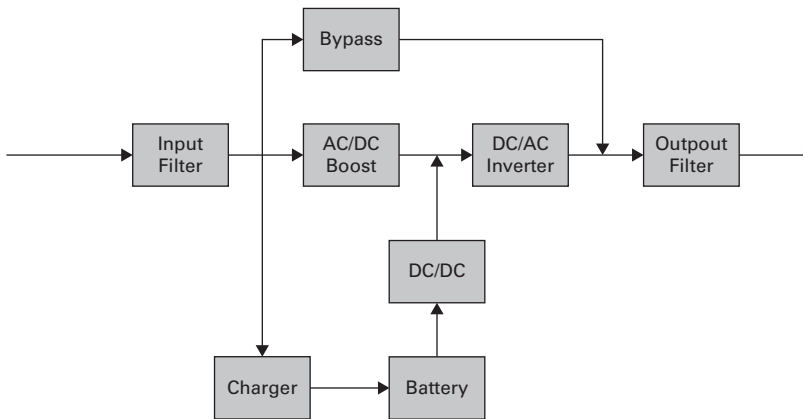 Bypass
Input
Filter
AC/DC
Boost
DC/AC
Inverter
Outpout
Filter
DC/DC
Charger
Battery